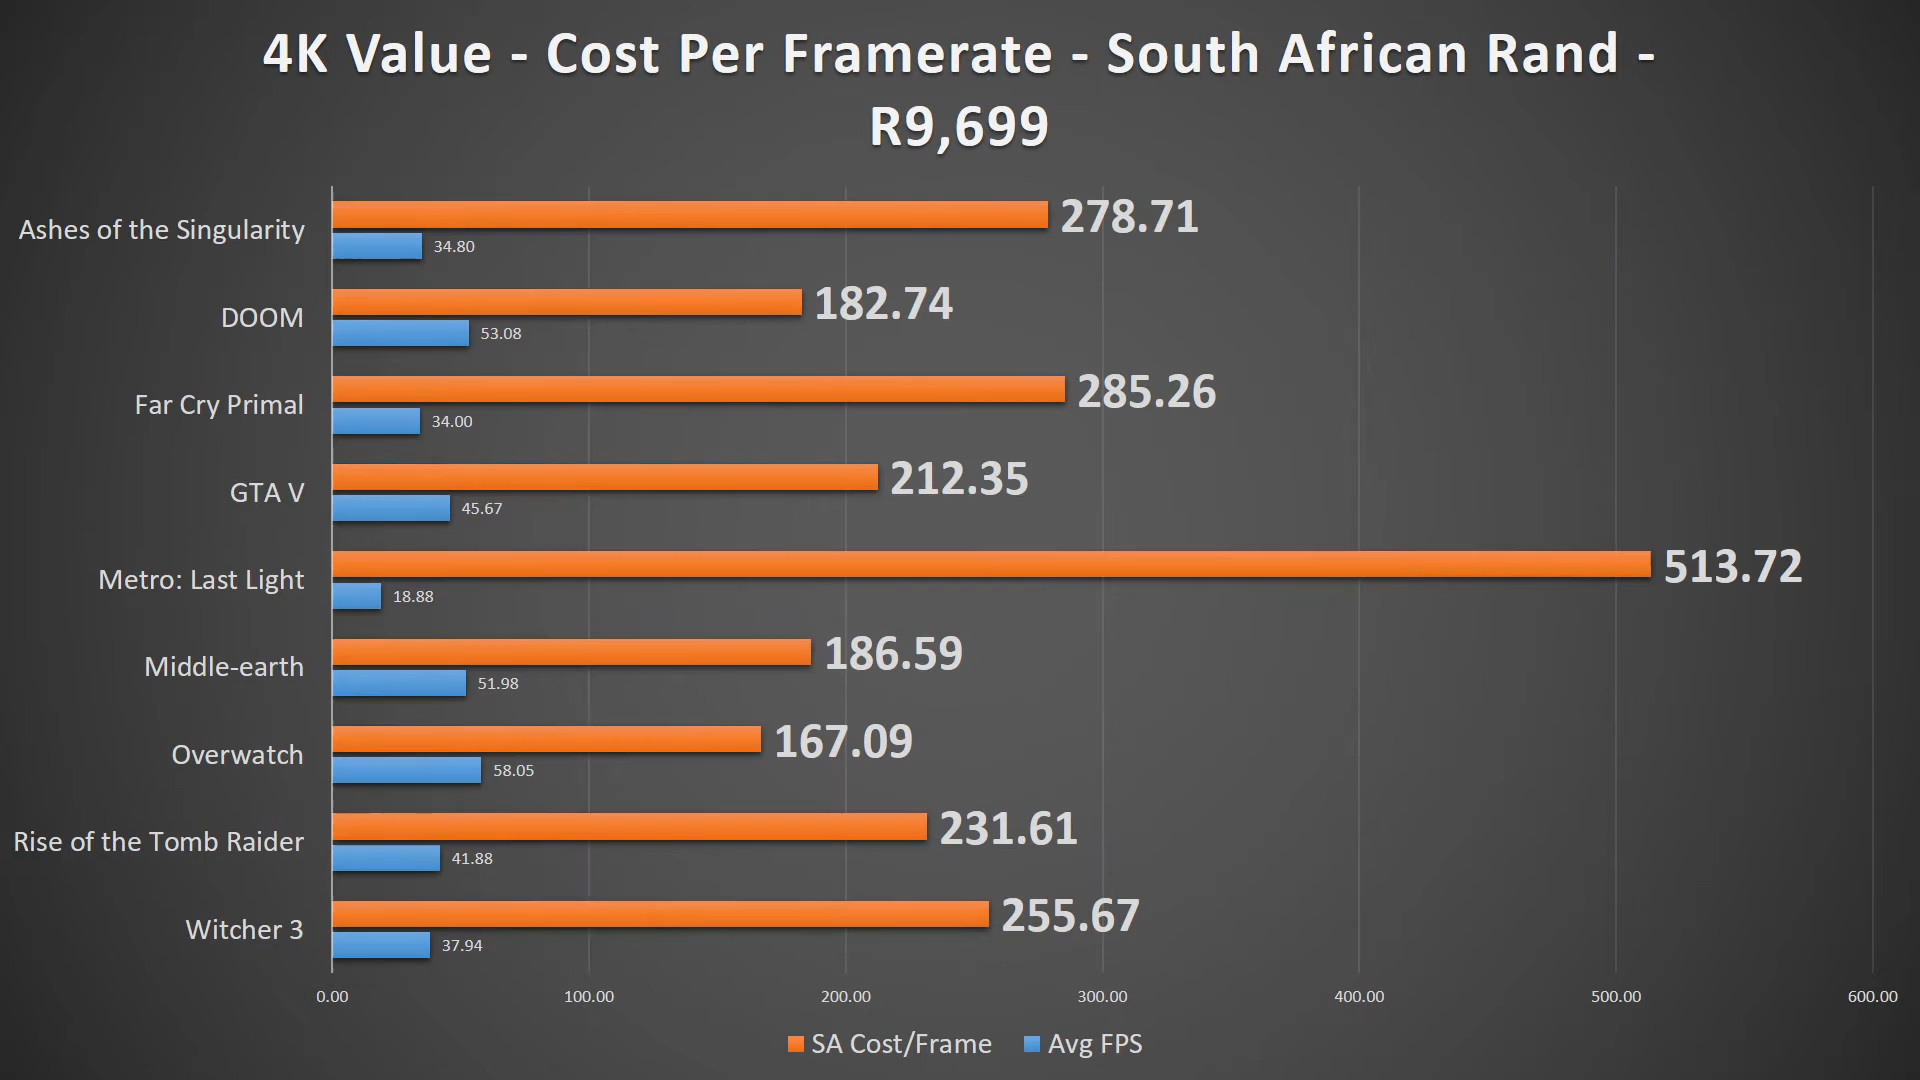 4K Value - Cost Per Framerate - South African Rand -
R9,699
Ashes of the Singularity
278.71
34.80
DOOM
182.74
53.08
Far Cry Primal
285.26
34.00
GTA V
212.35
45.67
Metro: Last Light
513.72
18.88
Middle-earth
186.59
51.98
Overwatch
167.09
58.05
Rise of the Tomb Raider
231.61
41.88
Witcher 3
255.67
37.94
0.00 100.00 200.00 300.00 400.00 500.00 600.00
SA Cost/Frame Avg FPS